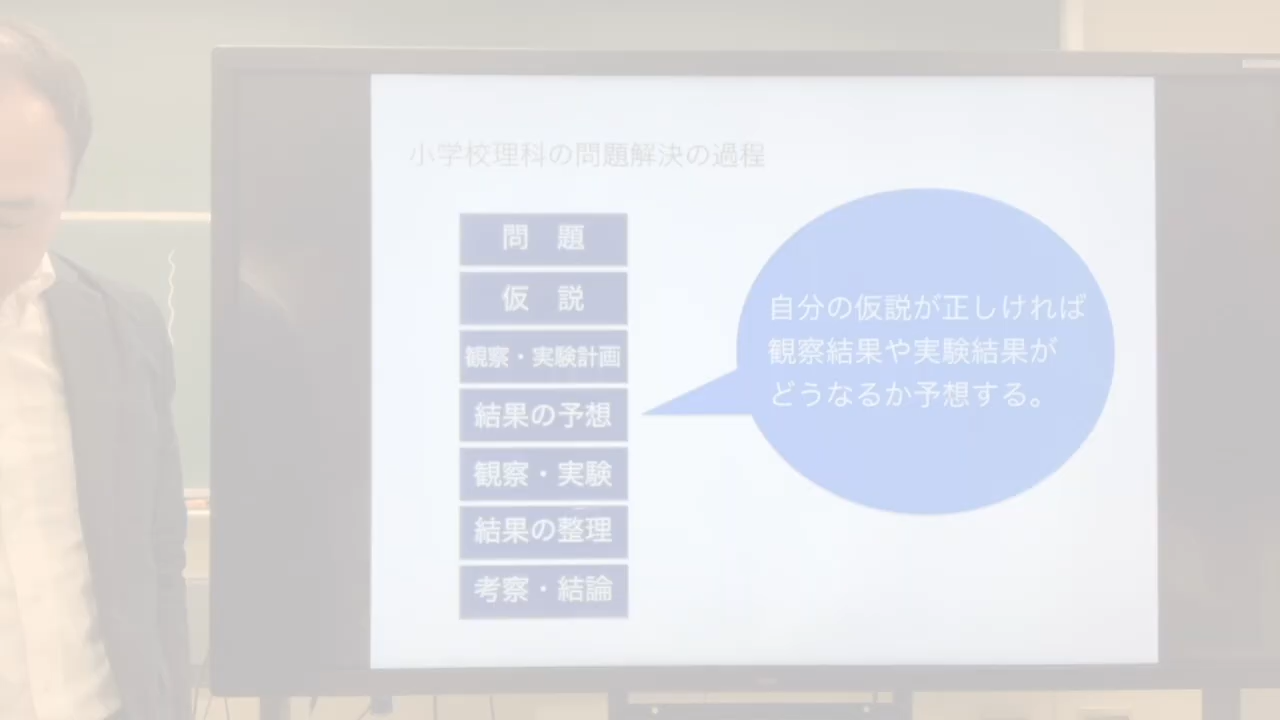 小学校理科の問題解決の過程
問　題
仮　説
観察・実験計画
結果の予想
観察・実験
結果の整理
考察・結論
自分の仮説が正しければ
観察結果や実験結果が
どうなるか予想する。